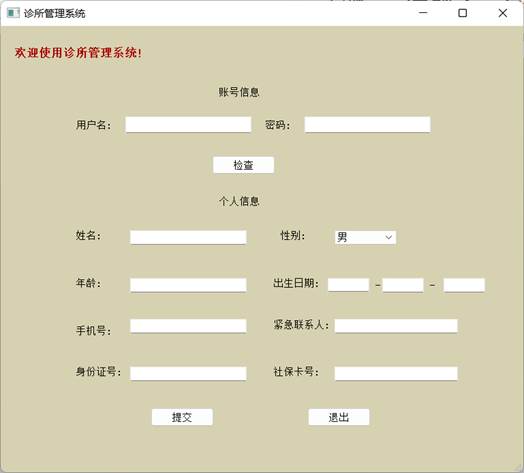 诊所管理系统
欢迎使用诊所管理系统!
账号信息
用户名: 密码:
检查
个人信息
姓名: 性别: 男
年龄: 出生日期: - -
手机号: 紧急联系人:
身份证号: 社保卡号:
提交 退出